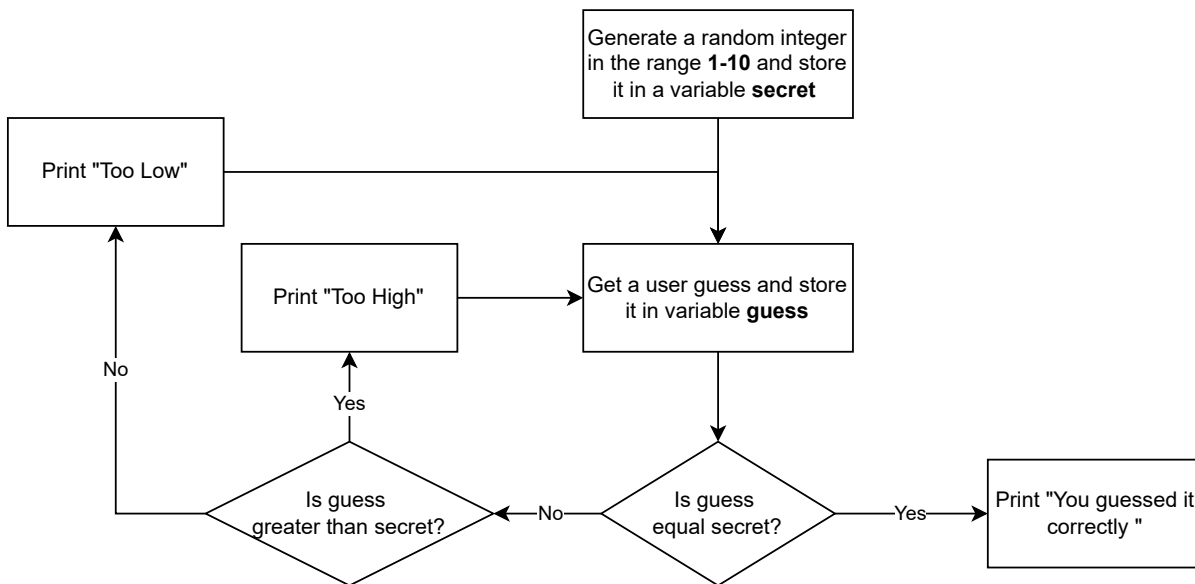 Generate a random integer
in the range 1-10 and store
it in a variable secret
Print "Too Low"
Print "Too High"
Get a user guess and store
it in variable guess
No
Yes
Is guess
greater than secret?
No
Is guess
equal secret?
Yes
Print "You guessed it
correctly "